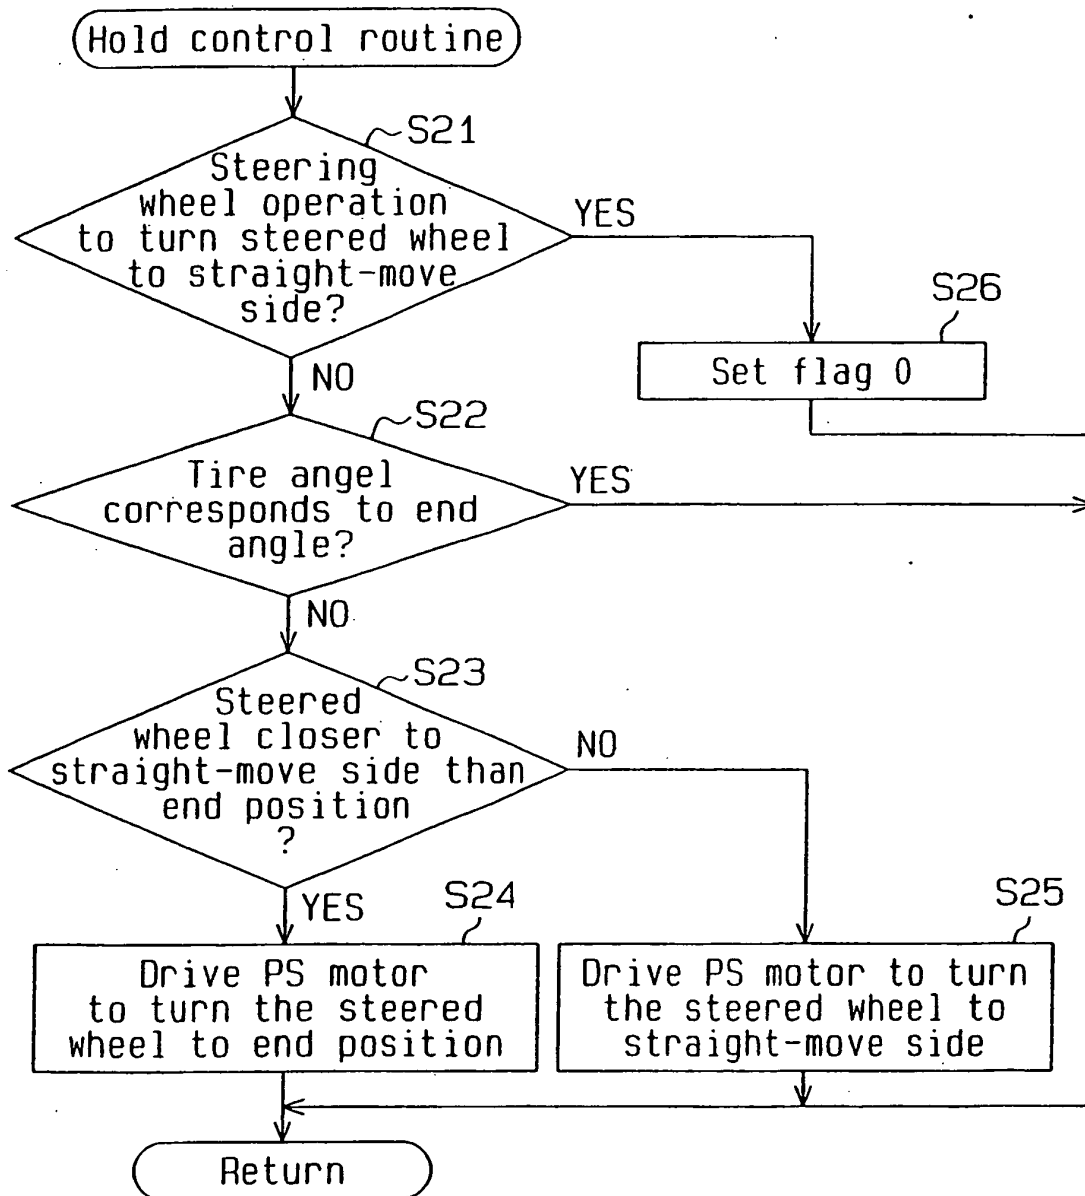 Hold control routine
S21
Steering
wheel operation
to turn steered wheel
to straight-move
side?
YES
S26
Set flag 0
NO
S22
Tire angel
corresponds to end
angle?
YES
NO
S23
Steered
wheel closer to
straight-move side than
end position
?
NO
YES
S24
Drive PS motor
to turn the steered
wheel to end position
S25
Drive PS motor to turn
the steered wheel to
straight-move side
Return